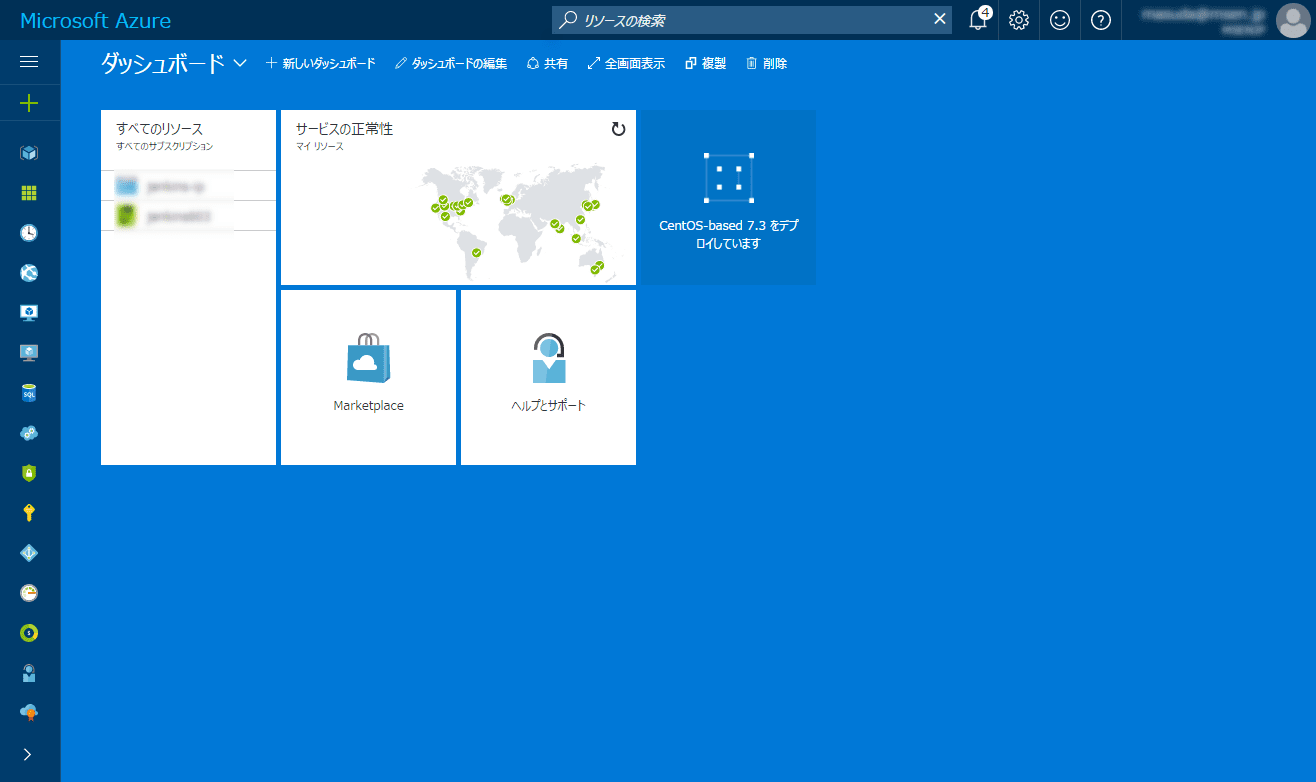 Microsoft Azure
リソースの検索
4
ダッシュボード
新しいダッシュボード
ダッシュボードの編集
共有
全画面表示
複製
削除
すべてのリソース
すべてのサブスクリプション
サービスの正常性
マイ リソース
CentOS-based 7.3 をデプ
ロイしています
Marketplace
ヘルプとサポート
SQL